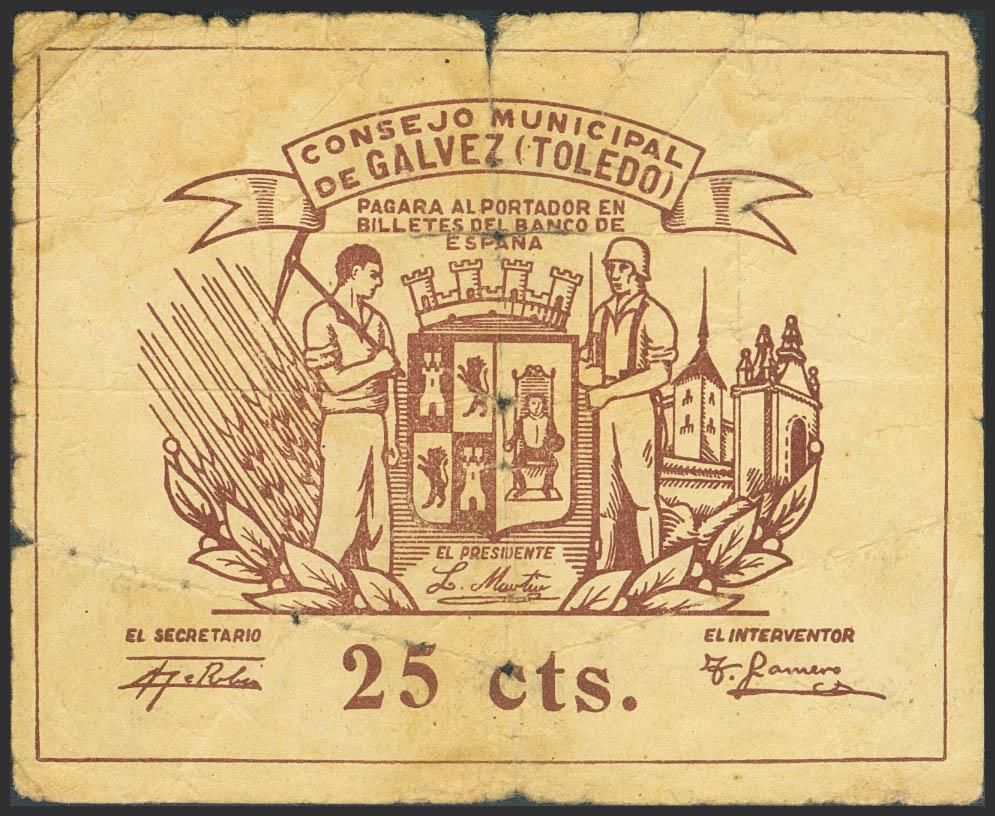 CONSEJO MUNICIPAL
DE GALVEZ (TOLEDO)
PAGARA AL PORTADOR EN
BILLETES DEL BANCO DE
ESPAÑA
EL PRESIDENTE
L. Martin
EL SECRETARIO
EL INTERVENTOR
25 cts.